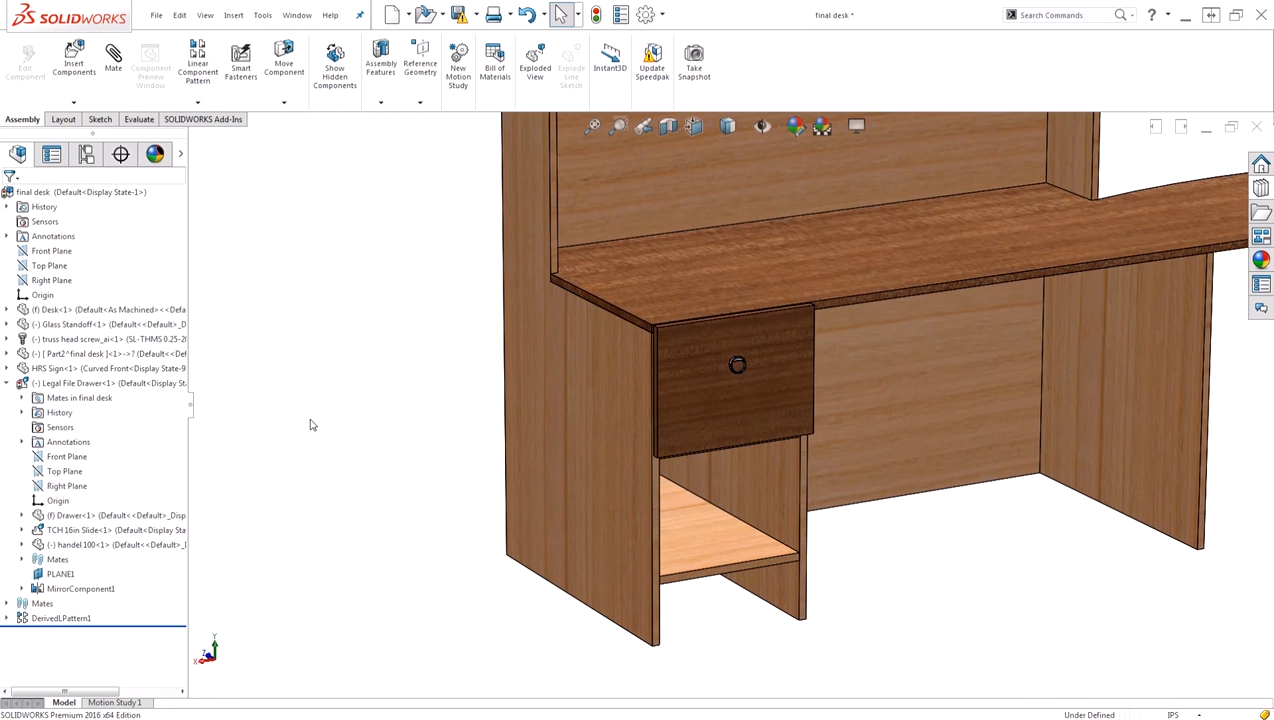 SOLIDWORKS File Edit View Insert Tools Window Help final desk * Search Commands ?
Edit Component
Insert Components
Mate
Component Preview Window
Linear Component Pattern
Smart Fasteners
Move Component
Show Hidden Components
Assembly Features
Reference Geometry
New Motion Study
Bill of Materials
Exploded View
Explode Line Sketch
Instant3D
Update Speedpak
Take Snapshot
Assembly Layout Sketch Evaluate SOLIDWORKS Add-Ins
final desk (Default<Display State-1>)
History
Sensors
Annotations
Front Plane
Top Plane
Right Plane
Origin
(f) Desk<1> (Default<As Machined><<Defau
(-) Glass Standoff<1> (Default<<Default>_D
(-) truss head screw_ai<1> (SL-THMS 0.25-2
(-) [ Part2^final desk ]<1>->? (Default<<Def
HRS Sign<1> (Curved Front<Display State-9
(-) Legal File Drawer<1> (Default<Display St
Mates in final desk
History
Sensors
Annotations
Front Plane
Top Plane
Right Plane
Origin
(f) Drawer<1> (Default<<Default>_Disp
TCH 16in Slide<1> (Default<Display Sta
(-) handel 100<1> (Default<<Default>_D
Mates
PLANE1
MirrorComponent1
Mates
DerivedLPattern1
Y
X
Z
Model Motion Study 1
SOLIDWORKS Premium 2016 x64 Edition Under Defined IPS